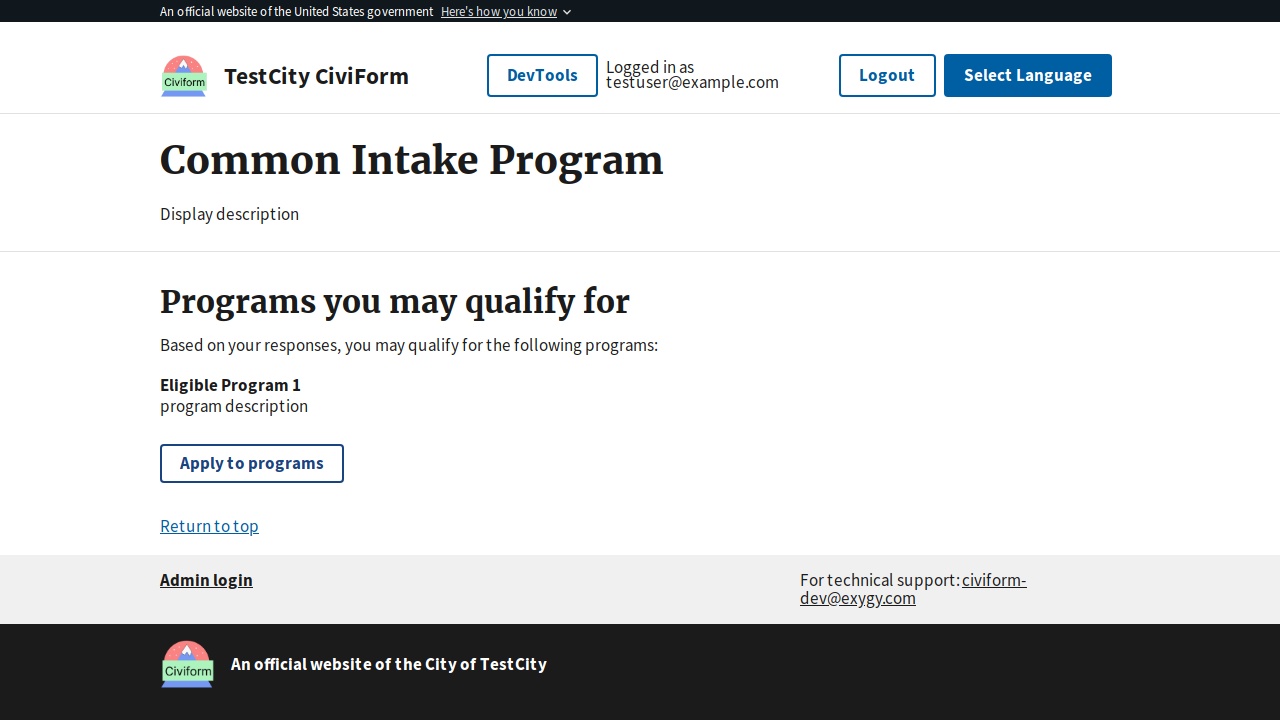 An official website of the United States government Here's how you know
Civiform
TestCity CiviForm
DevTools
Logged in as
testuser@example.com
Logout
Select Language
Common Intake Program
Display description
Programs you may qualify for
Based on your responses, you may qualify for the following programs:
Eligible Program 1
program description
Apply to programs
Return to top
Admin login
For technical support: civiform-
dev@exygy.com
Civiform
An official website of the City of TestCity